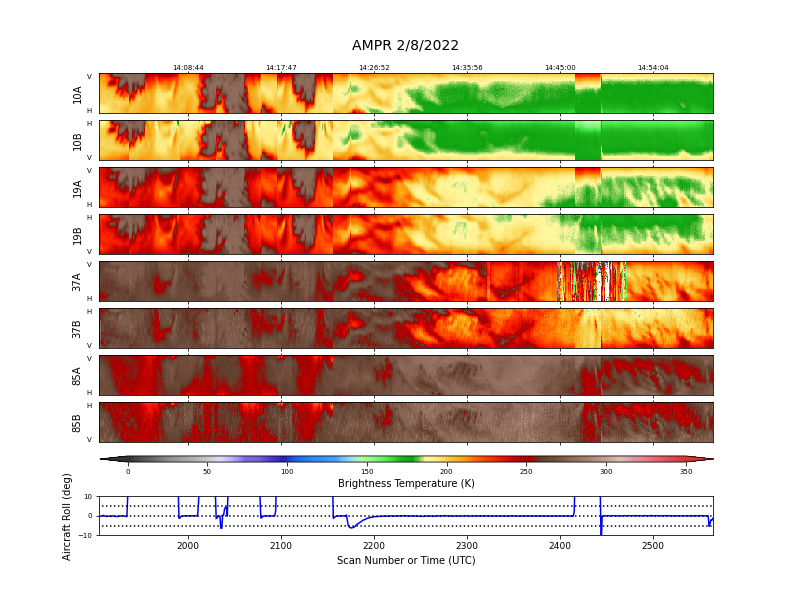 AMPR 2/8/2022
14:08:44 14:17:47 14:26:52 14:35:56 14:45:00 14:54:04
V
10A
H
H
10B
V
V
19A
H
H
19B
V
V
37A
H
H
37B
V
V
85A
H
H
85B
V
0 50 100 150 200 250 300 350
Brightness Temperature (K)
Aircraft Roll (deg)
10
0
−10
2000 2100 2200 2300 2400 2500
Scan Number or Time (UTC)